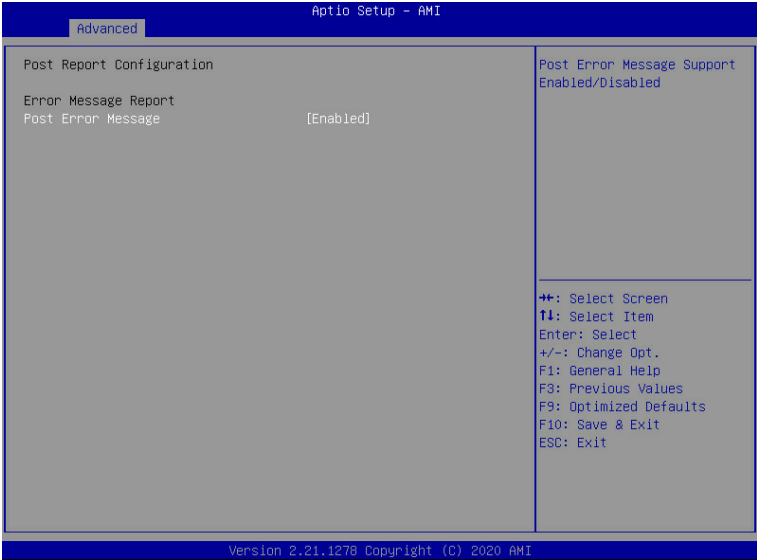 Aptio Setup – AMI
Advanced
Post Report Configuration
Error Message Report
Post Error Message [Enabled]
Post Error Message Support
Enabled/Disabled
→←: Select Screen
↑↓: Select Item
Enter: Select
+/-: Change Opt.
F1: General Help
F3: Previous Values
F9: Optimized Defaults
F10: Save & Exit
ESC: Exit
Version 2.21.1278 Copyright (C) 2020 AMI